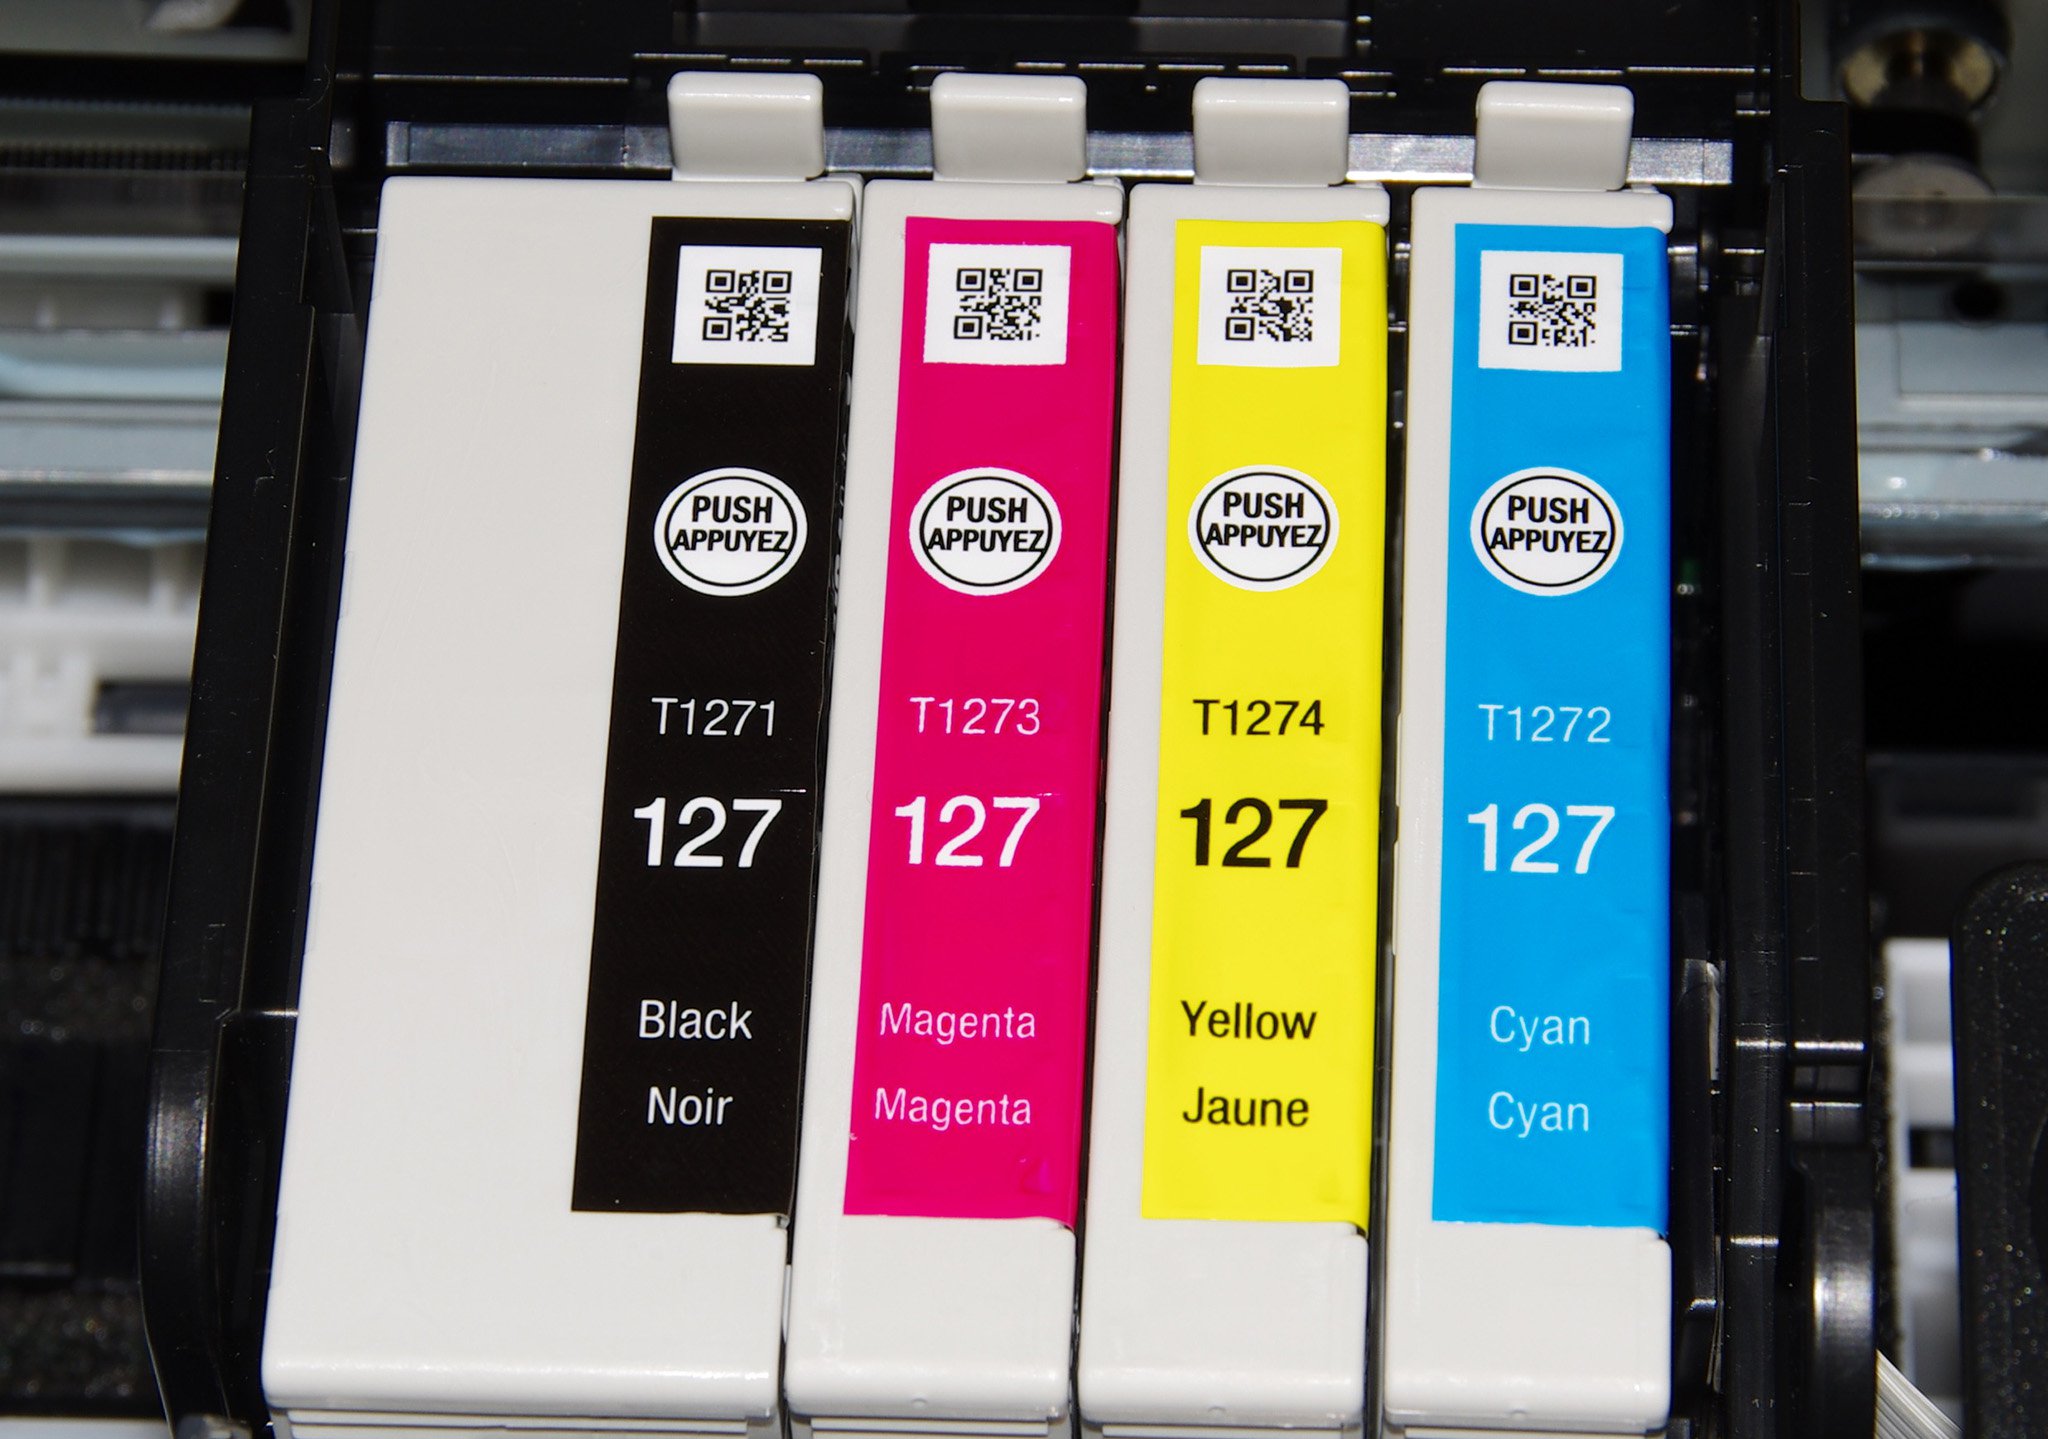 PUSH
APPUYEZ
T1271
127
Black
Noir
PUSH
APPUYEZ
T1273
127
Magenta
Magenta
PUSH
APPUYEZ
T1274
127
Yellow
Jaune
PUSH
APPUYEZ
T1272
127
Cyan
Cyan